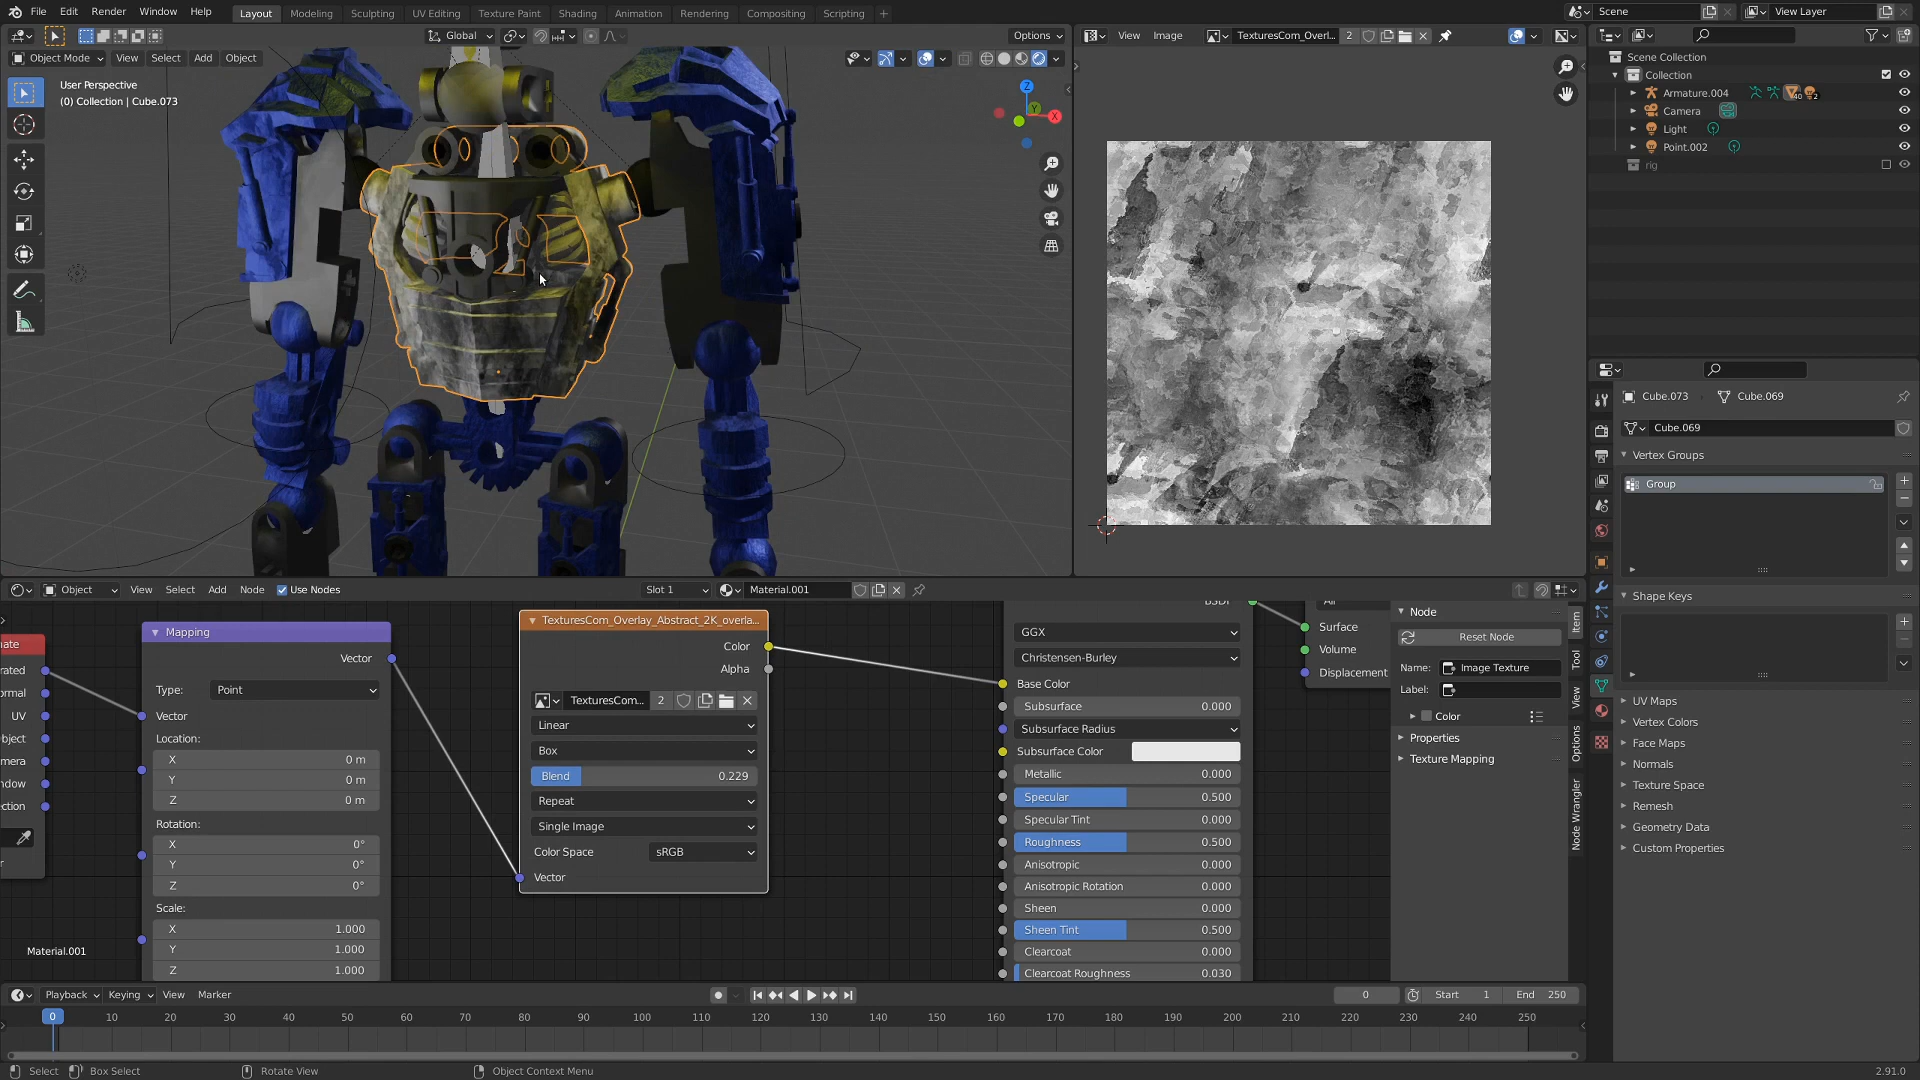 File Edit Render Window Help Layout Modeling Sculpting UV Editing Texture Paint Shading Animation Rendering Compositing Scripting + Scene View Layer
Global Options View Image TexturesCom_Overl... 2
Object Mode View Select Add Object
User Perspective
(0) Collection | Cube.073
Z
Y
X
Scene Collection
Collection
Armature.004 40 2
Camera
Light
Point.002
rig
Cube.073 Cube.069
Cube.069
Vertex Groups
Group
Shape Keys
UV Maps
Vertex Colors
Face Maps
Normals
Texture Space
Remesh
Geometry Data
Custom Properties
Object View Select Add Node Use Nodes Slot 1 Material.001
ate
rated
ormal
UV
bject
mera
ndow
ction
Mapping
Vector
Type: Point
Vector
Location:
X 0 m
Y 0 m
Z 0 m
Rotation:
X 0°
Y 0°
Z 0°
Scale:
X 1.000
Y 1.000
Z 1.000
Material.001
TexturesCom_Overlay_Abstract_2K_overla...
Color
Alpha
TexturesCom... 2
Linear
Box
Blend 0.229
Repeat
Single Image
Color Space sRGB
Vector
GGX
Christensen-Burley
Base Color
Subsurface 0.000
Subsurface Radius
Subsurface Color
Metallic 0.000
Specular 0.500
Specular Tint 0.000
Roughness 0.500
Anisotropic 0.000
Anisotropic Rotation 0.000
Sheen 0.000
Sheen Tint 0.500
Clearcoat 0.000
Clearcoat Roughness 0.030
Surface
Volume
Displacement
Node
Reset Node
Name: Image Texture
Label:
Color
Properties
Texture Mapping
Item
Tool
View
Options
Node Wrangler
Playback Keying View Marker 0 Start 1 End 250
0 10 20 30 40 50 60 70 80 90 100 110 120 130 140 150 160 170 180 190 200 210 220 230 240 250
Select Box Select Rotate View Object Context Menu 2.91.0